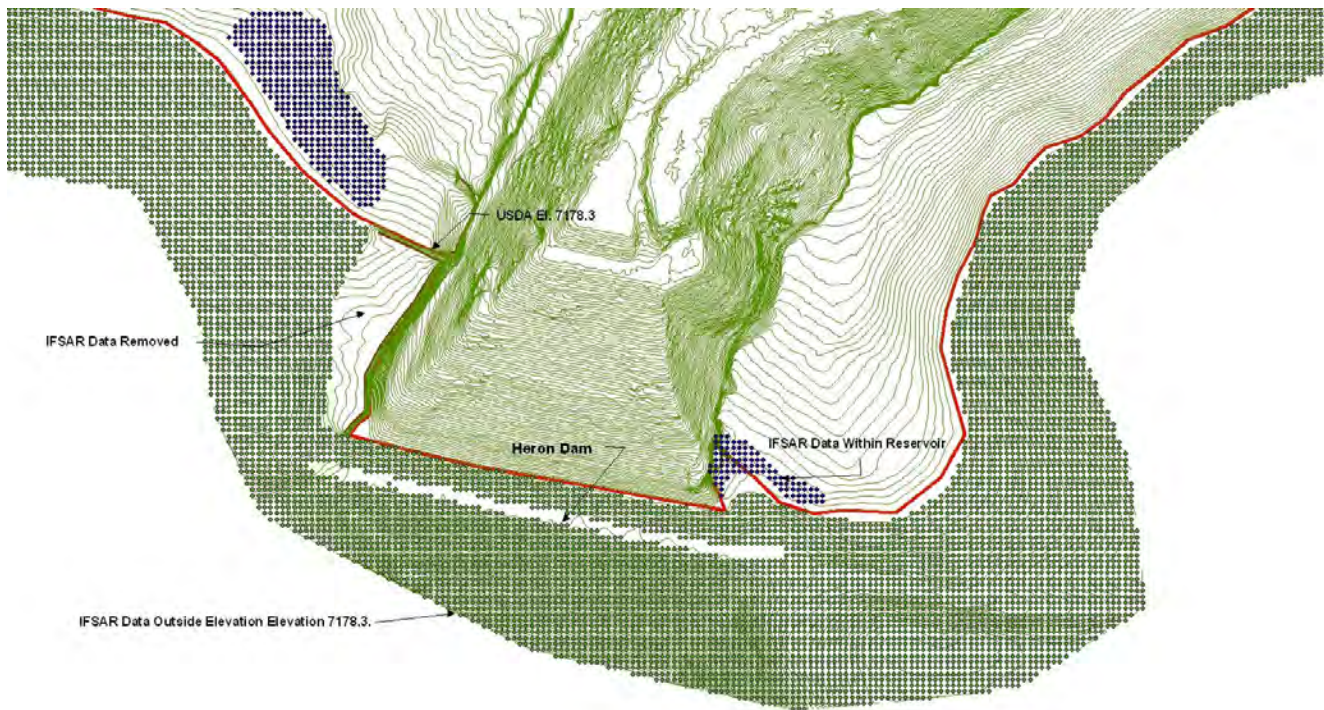 USDA El. 7178.3
IFSAR Data Removed
Heron Dam
IFSAR Data Within Reservoir
IFSAR Data Outside Elevation Elevation 7178.3.